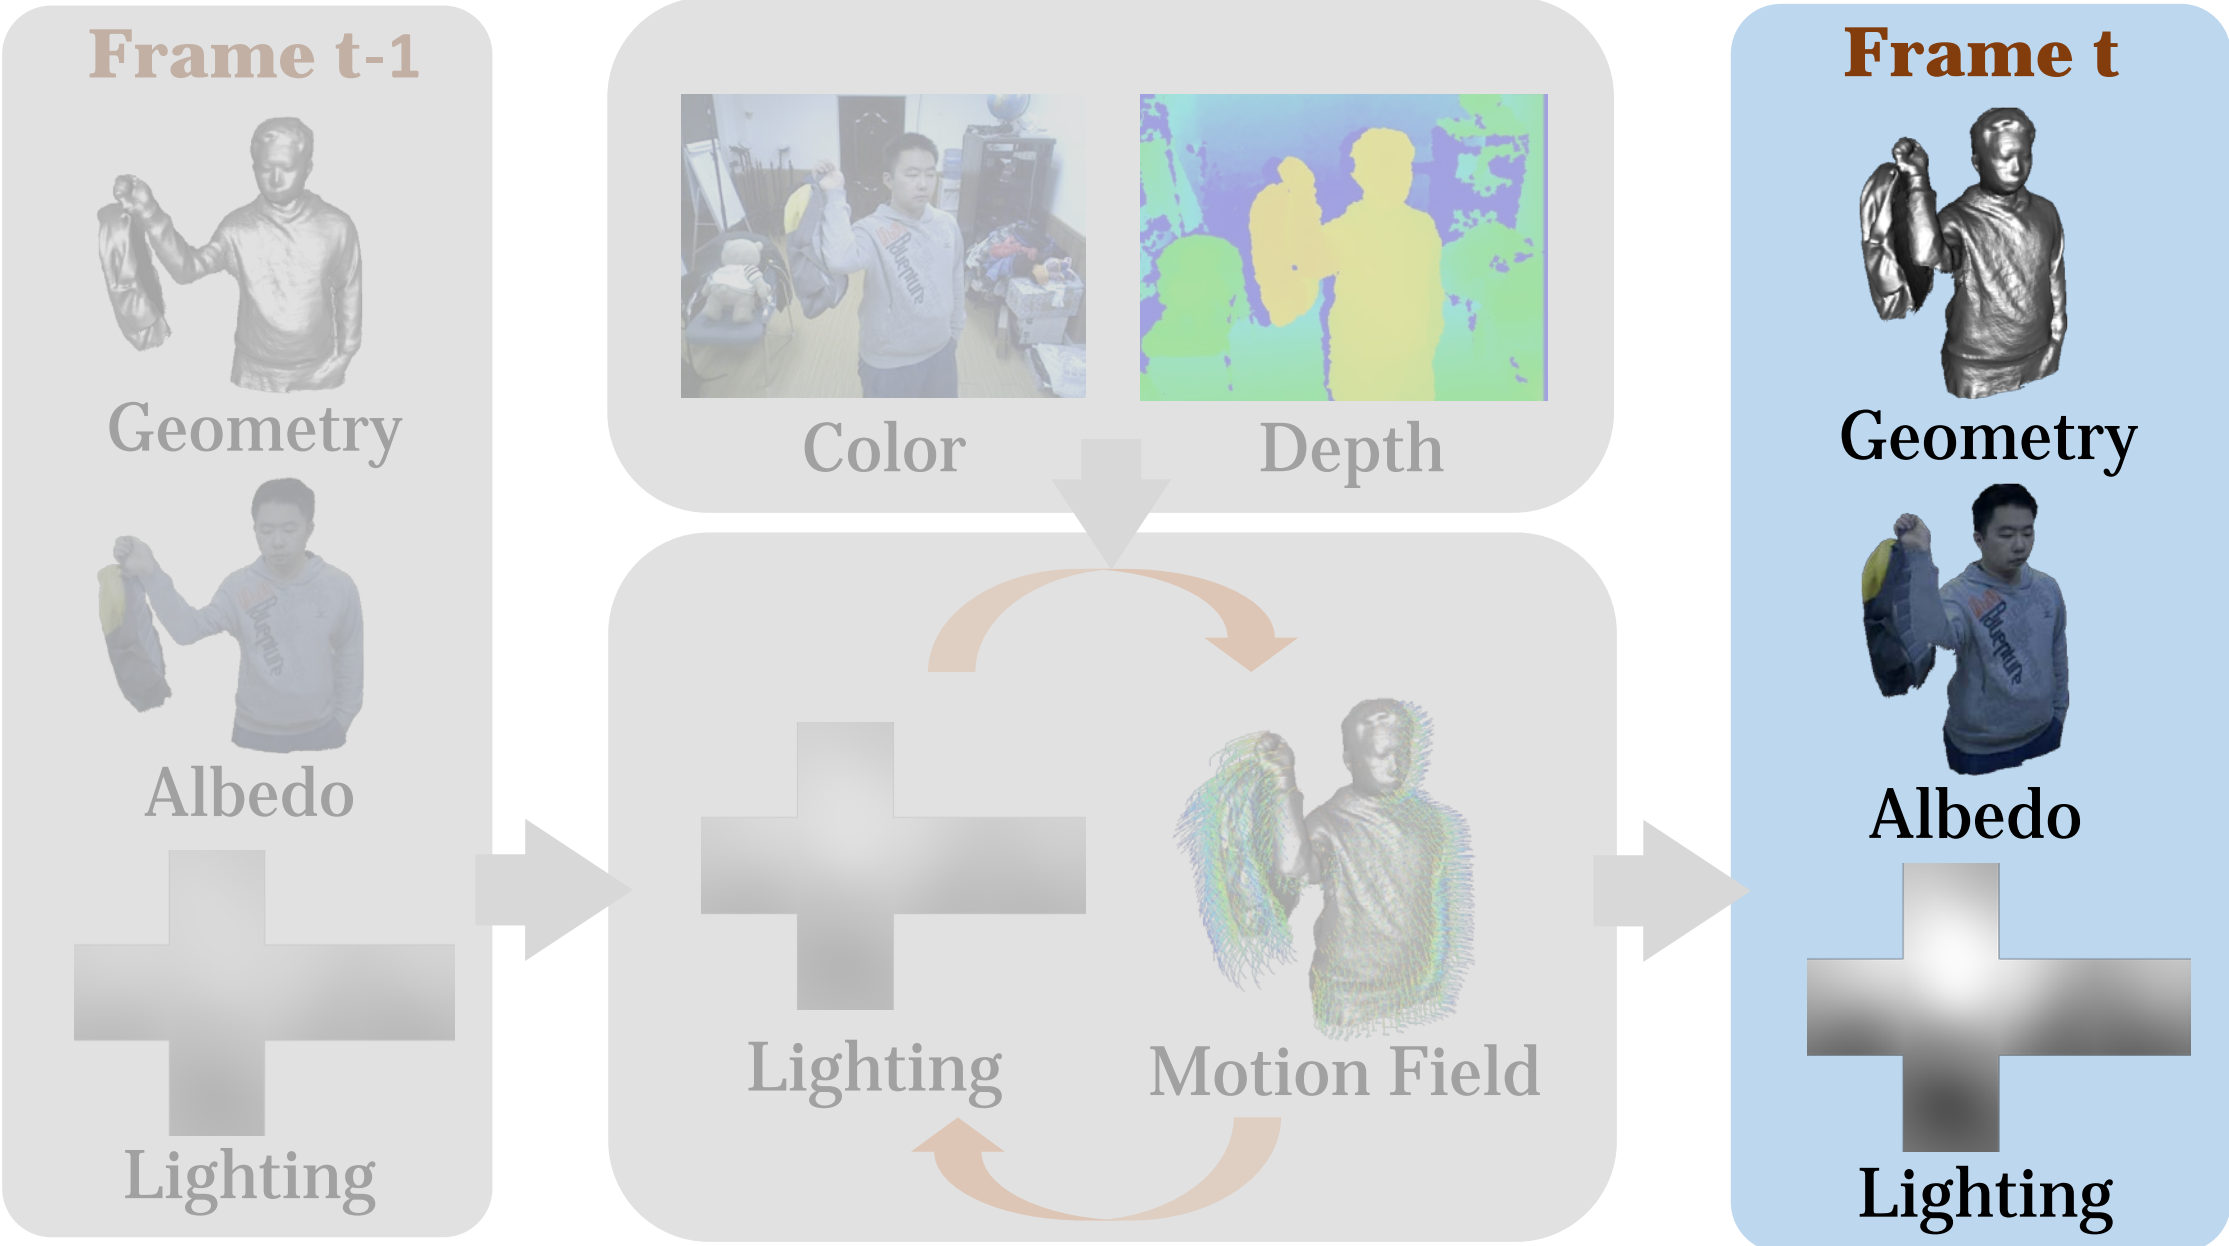 Frame t-1
Geometry
Albedo
Lighting
Color
Depth
Lighting
Motion Field
Frame t
Geometry
Albedo
Lighting